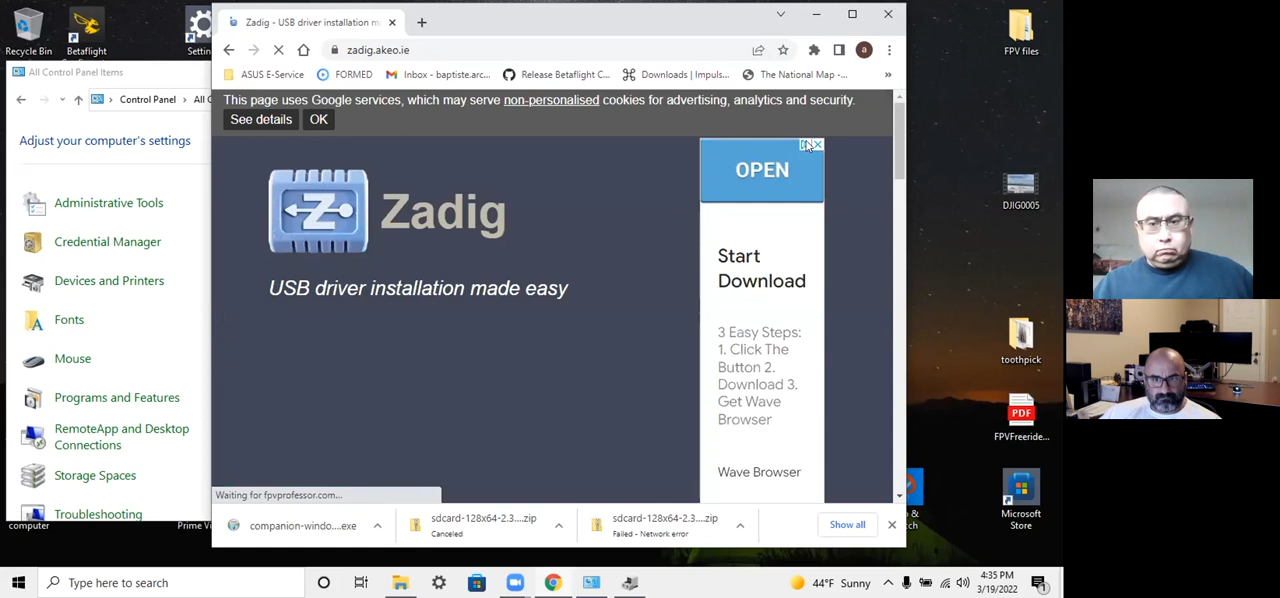 Recycle Bin
Betaflight
Settin
All Control Panel Items
Control Panel
All C
Adjust your computer's settings
Administrative Tools
Credential Manager
Devices and Printers
Fonts
Mouse
Programs and Features
RemoteApp and Desktop
Connections
Storage Spaces
Troubleshooting
computer
Prime Vi
Zadig - USB driver installation m
zadig.akeo.ie
a
ASUS E-Service
FORMED
Inbox - baptiste.arc...
Release Betaflight C...
Downloads | Impuls...
The National Map -...
»
This page uses Google services, which may serve non-personalised cookies for advertising, analytics and security.
See details
OK
Z
Zadig
USB driver installation made easy
OPEN
Start
Download
3 Easy Steps:
1. Click The
Button 2.
Download 3.
Get Wave
Browser
Wave Browser
Waiting for fpvprofessor.com...
companion-windo....exe
sdcard-128x64-2.3....zip
Canceled
sdcard-128x64-2.3....zip
Failed - Network error
Show all
FPV files
DJIG0005
toothpick
PDF
FPVFreeride...
Microsoft
Store
Type here to search
44°F Sunny
4:35 PM
3/19/2022
1